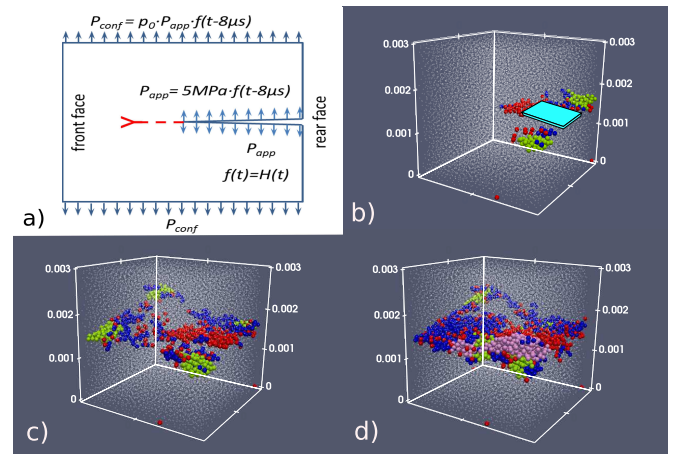 P_conf = p_0·P_app·f(t-8μs)
front face
P_app= 5MPa·f(t-8μs)
P_app
f(t)=H(t)
rear face
P_conf
a)
0.003
0.002
0.001
0
0.003
0.002
0.001
0
b)
0.003
0.002
0.001
0
0.003
0.002
0.001
0
c)
0.003
0.002
0.001
0
0.003
0.002
0.001
0
d)